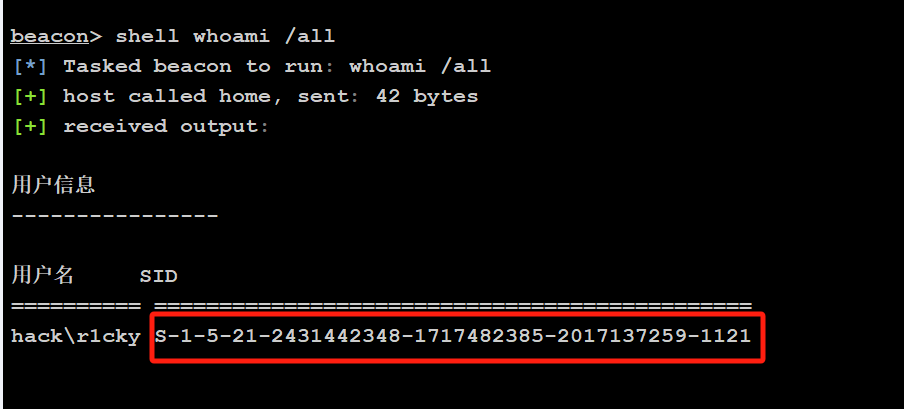 beacon> shell whoami /all
[*] Tasked beacon to run: whoami /all
[+] host called home, sent: 42 bytes
[+] received output:
用户信息
----------------
用户名 SID
========== ==============================================
hack\r1cky S-1-5-21-2431442348-1717482385-2017137259-1121